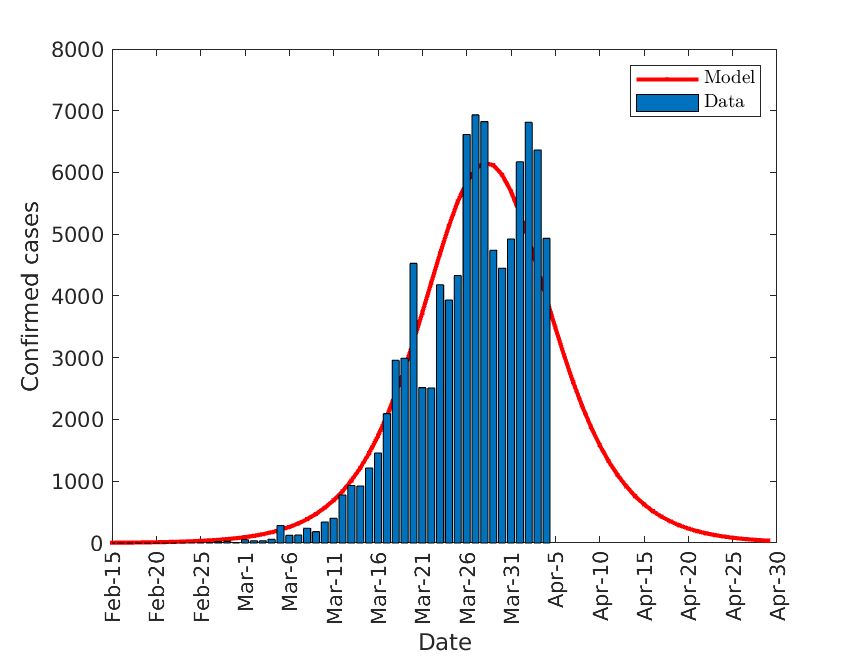 8000
7000
6000
5000
4000
3000
2000
1000
0
Confirmed cases
Model
Data
Feb-15
Feb-20
Feb-25
Mar-1
Mar-6
Mar-11
Mar-16
Mar-21
Mar-26
Mar-31
Apr-5
Apr-10
Apr-15
Apr-20
Apr-25
Apr-30
Date